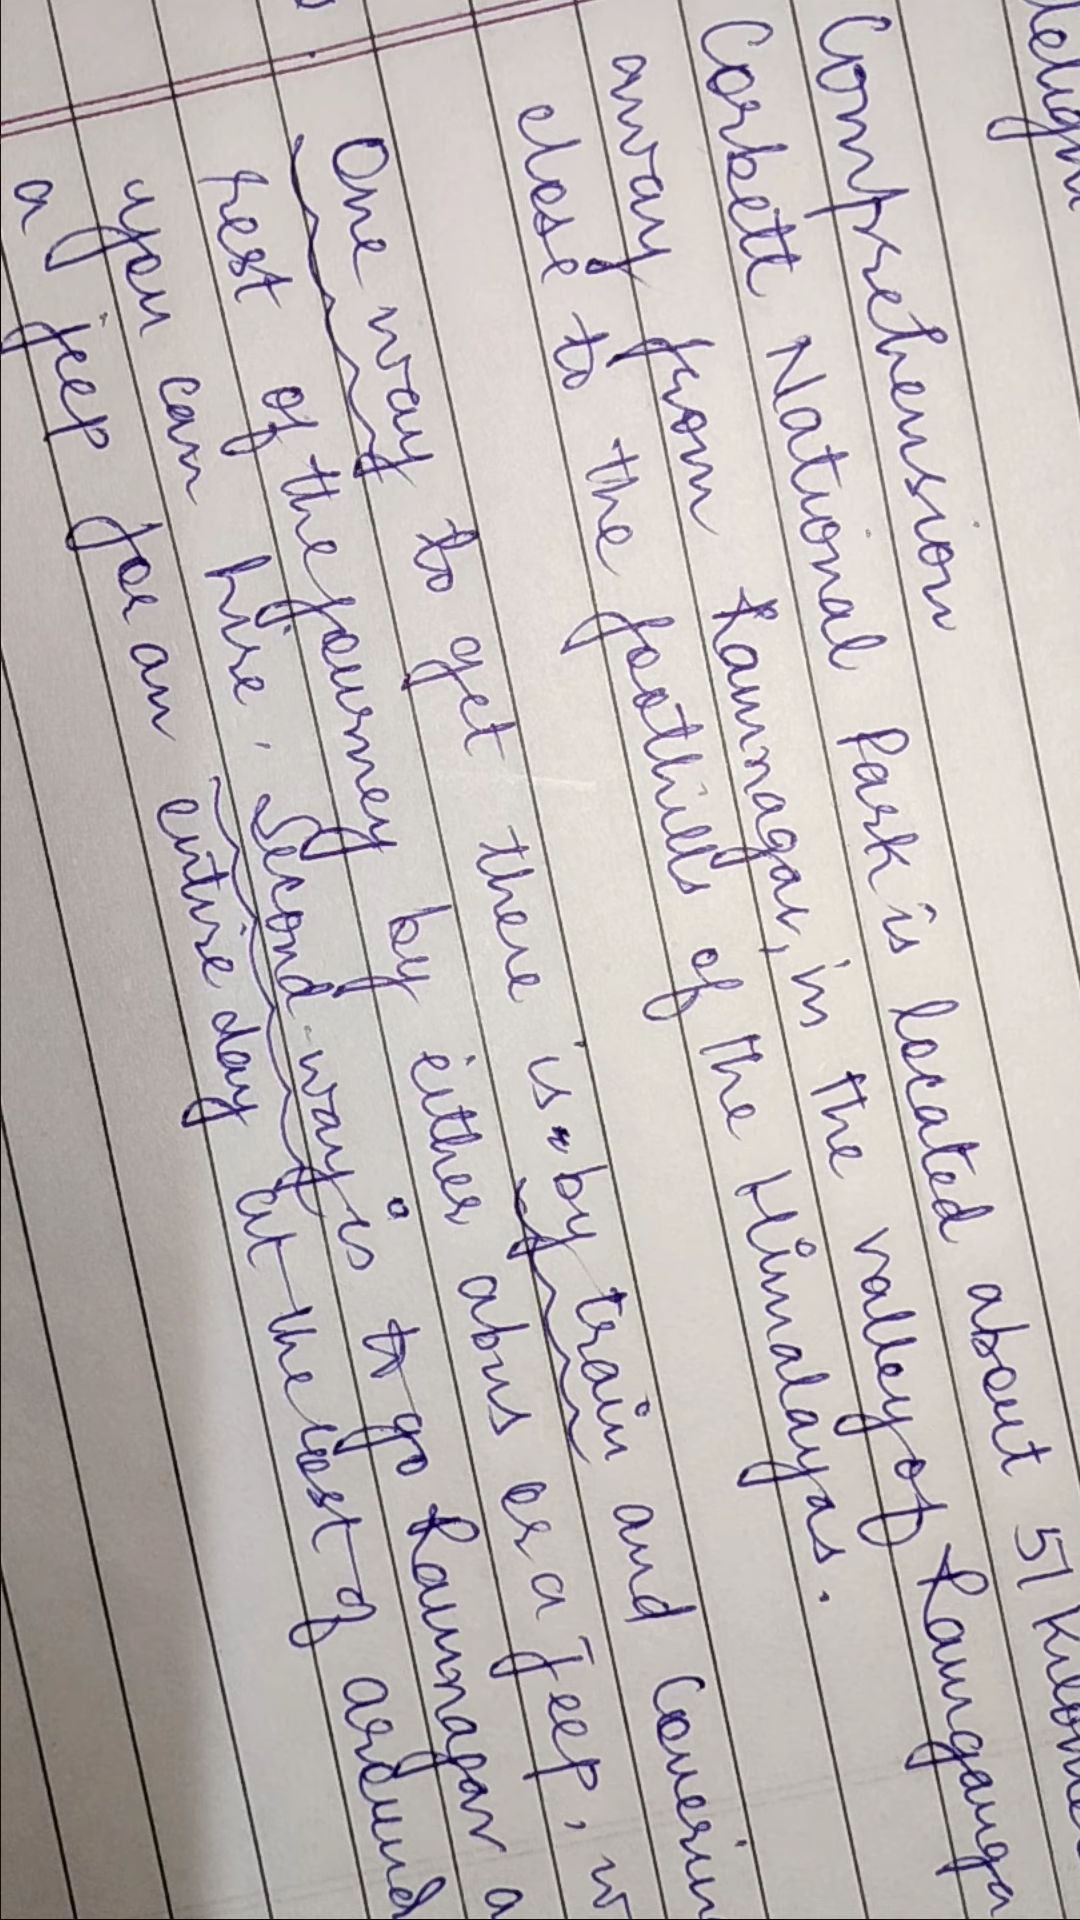 Comprehension
Corbett National Park is located about 51
away from Ramnagar, in the valley of Ramganga
close to the foothills of the Himalayas.
One way to get there is by train and coverin
rest of the journey by either a bus or a Jeep, w
you can hire. Second way is to go Ramnagar a
a jeep for an entire day at the cost of around